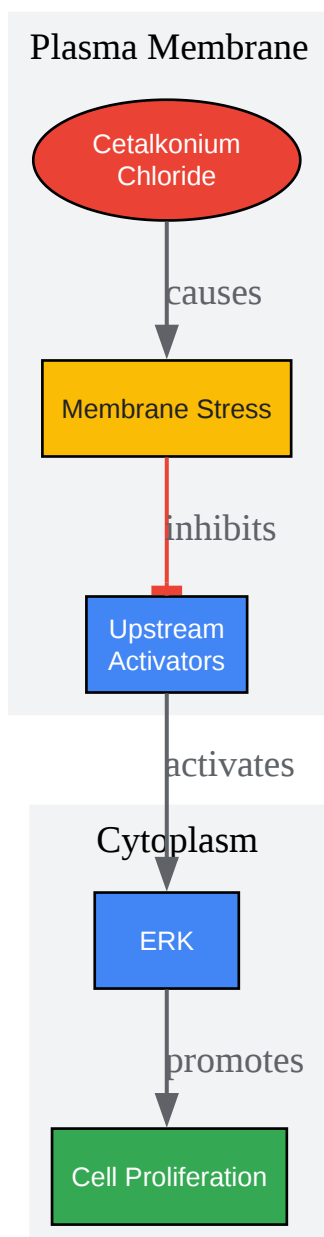 Plasma Membrane
Cetalkonium
Chloride
causes
Membrane Stress
inhibits
Upstream
Activators
activates
Cytoplasm
ERK
promotes
Cell Proliferation